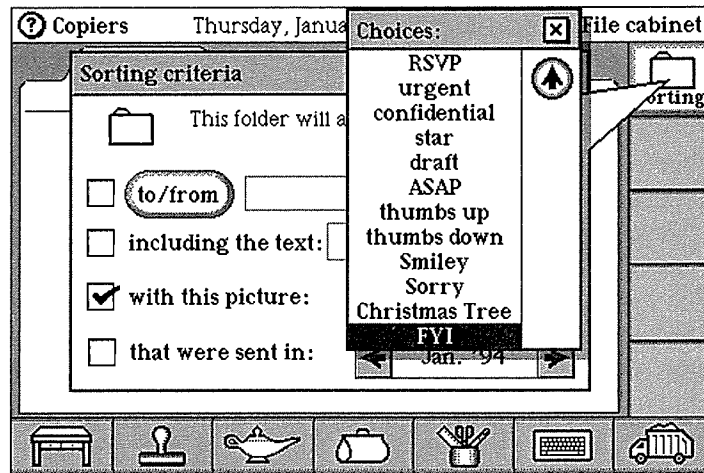 ? Copiers
Thursday, Janua
File cabinet
Choices:
RSVP
urgent
confidential
star
draft
ASAP
thumbs up
thumbs down
Smiley
Sorry
Christmas Tree
FYI
Sorting criteria
This folder will a
to/from
including the text:
with this picture:
that were sent in:
Jan. '94
orting